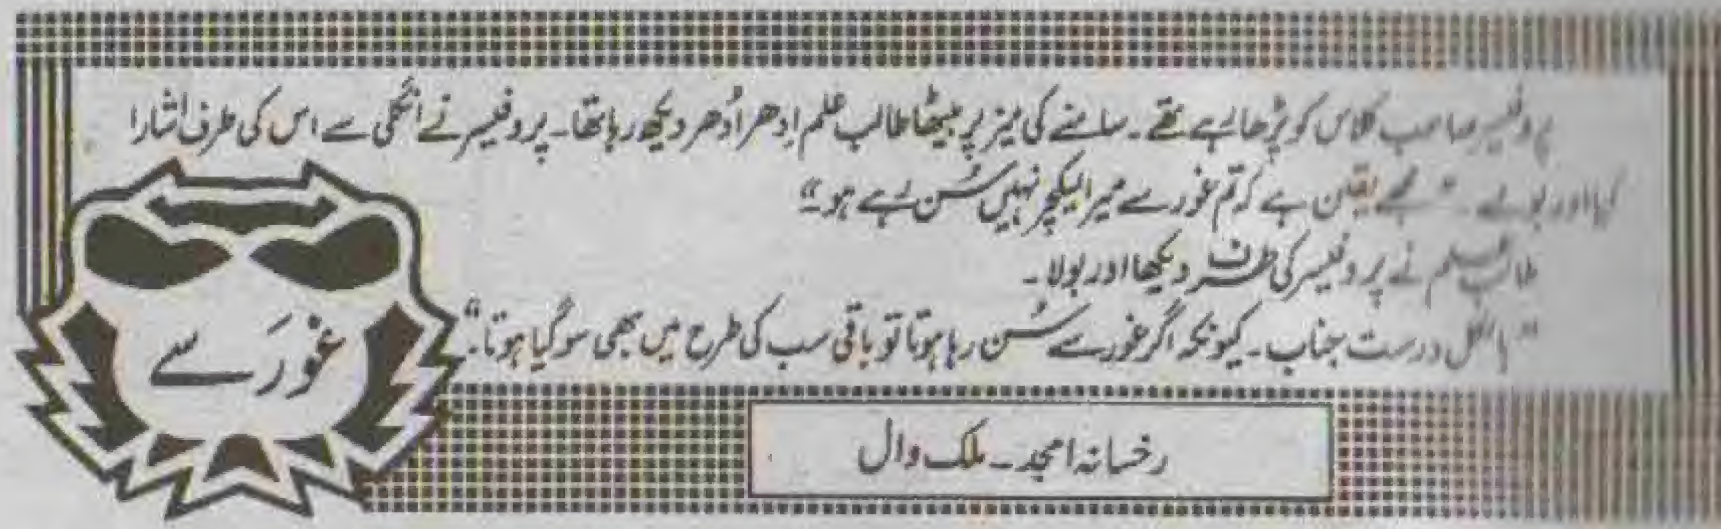 پروفیسر صاحب کلاس کو پڑھا رہے تھے۔ سامنے کی میز پر بیٹھا طالب علم اِدھر اُدھر دیکھ رہا تھا۔ پروفیسر نے انگلی سے اس کی طرف اشارا
کیا اور بولے۔ "مجھے یقین ہے کہ تم غور سے میرا لیکچر نہیں سُن رہے ہو۔"
طالب علم نے پروفیسر کی طرف دیکھا اور بولا۔
"بالکل درست جناب۔ کیونکہ اگر غور سے سُن رہا ہوتا تو باقی سب کی طرح میں بھی سو گیا ہوتا۔"
غور سے
رخسانہ امجد۔ ملک وال